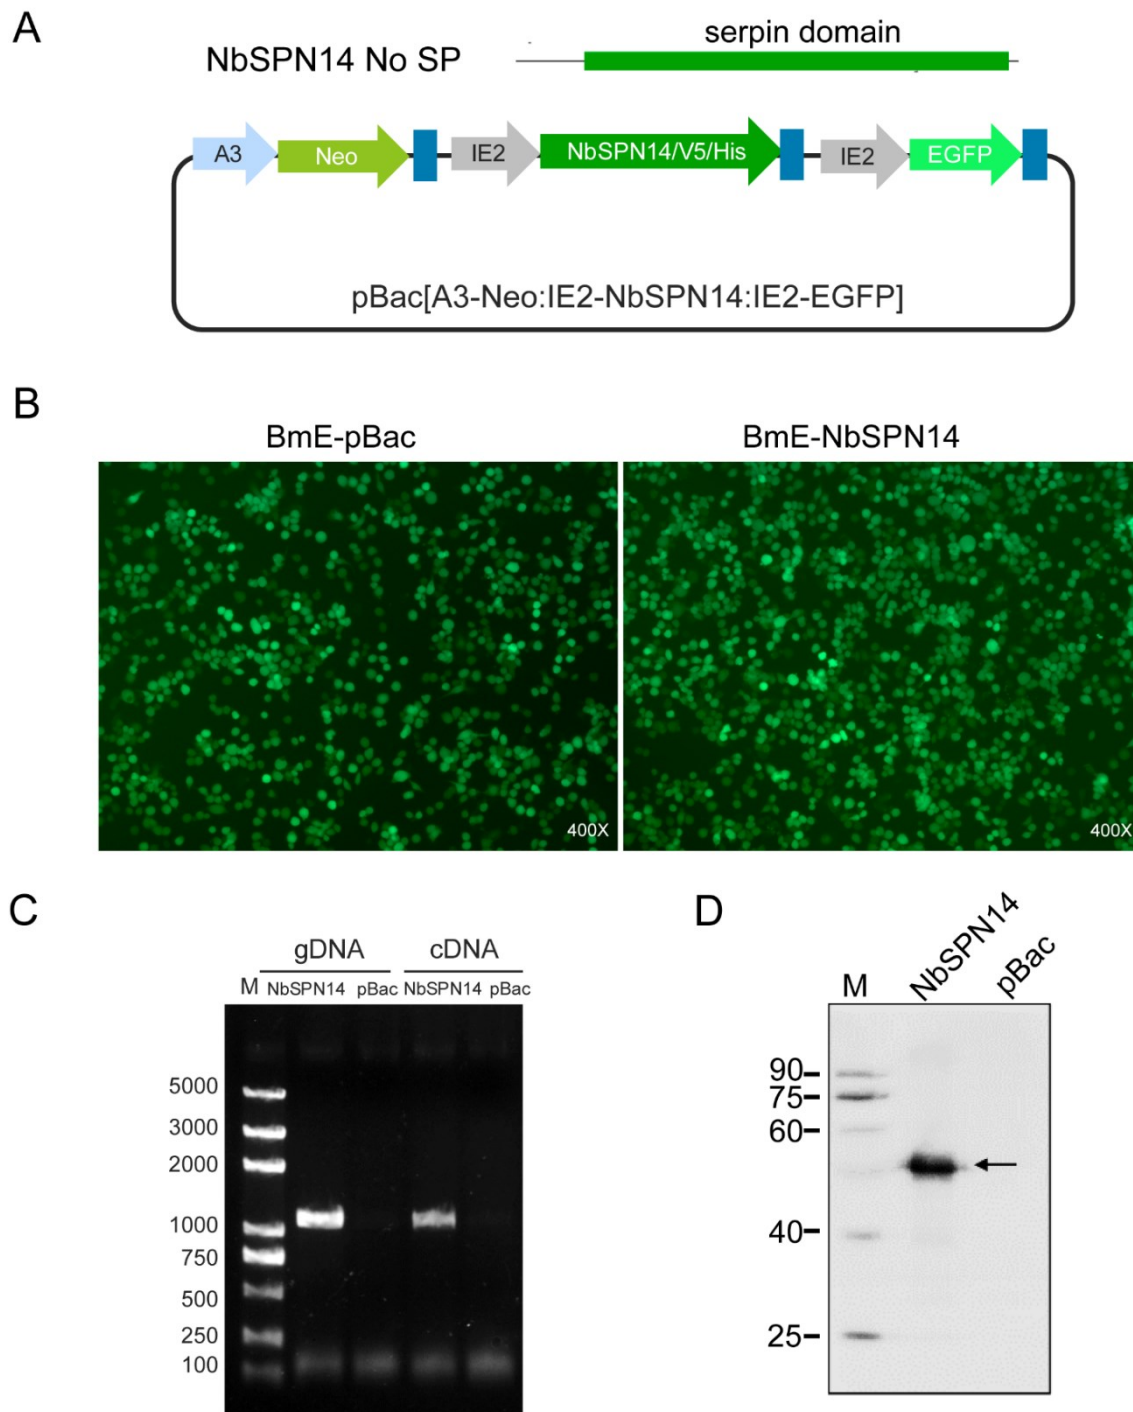 A
serpin domain
NbSPN14 No SP
A3 Neo IE2 NbSPN14/V5/His IE2 EGFP
pBac[A3-Neo:IE2-NbSPN14:IE2-EGFP]
B
BmE-pBac BmE-NbSPN14
400X 400X
C
gDNA cDNA
M NbSPN14 pBac NbSPN14 pBac
5000
3000
2000
1000
750
500
250
100
D
M NbSPN14 pBac
90
75
60
40
25